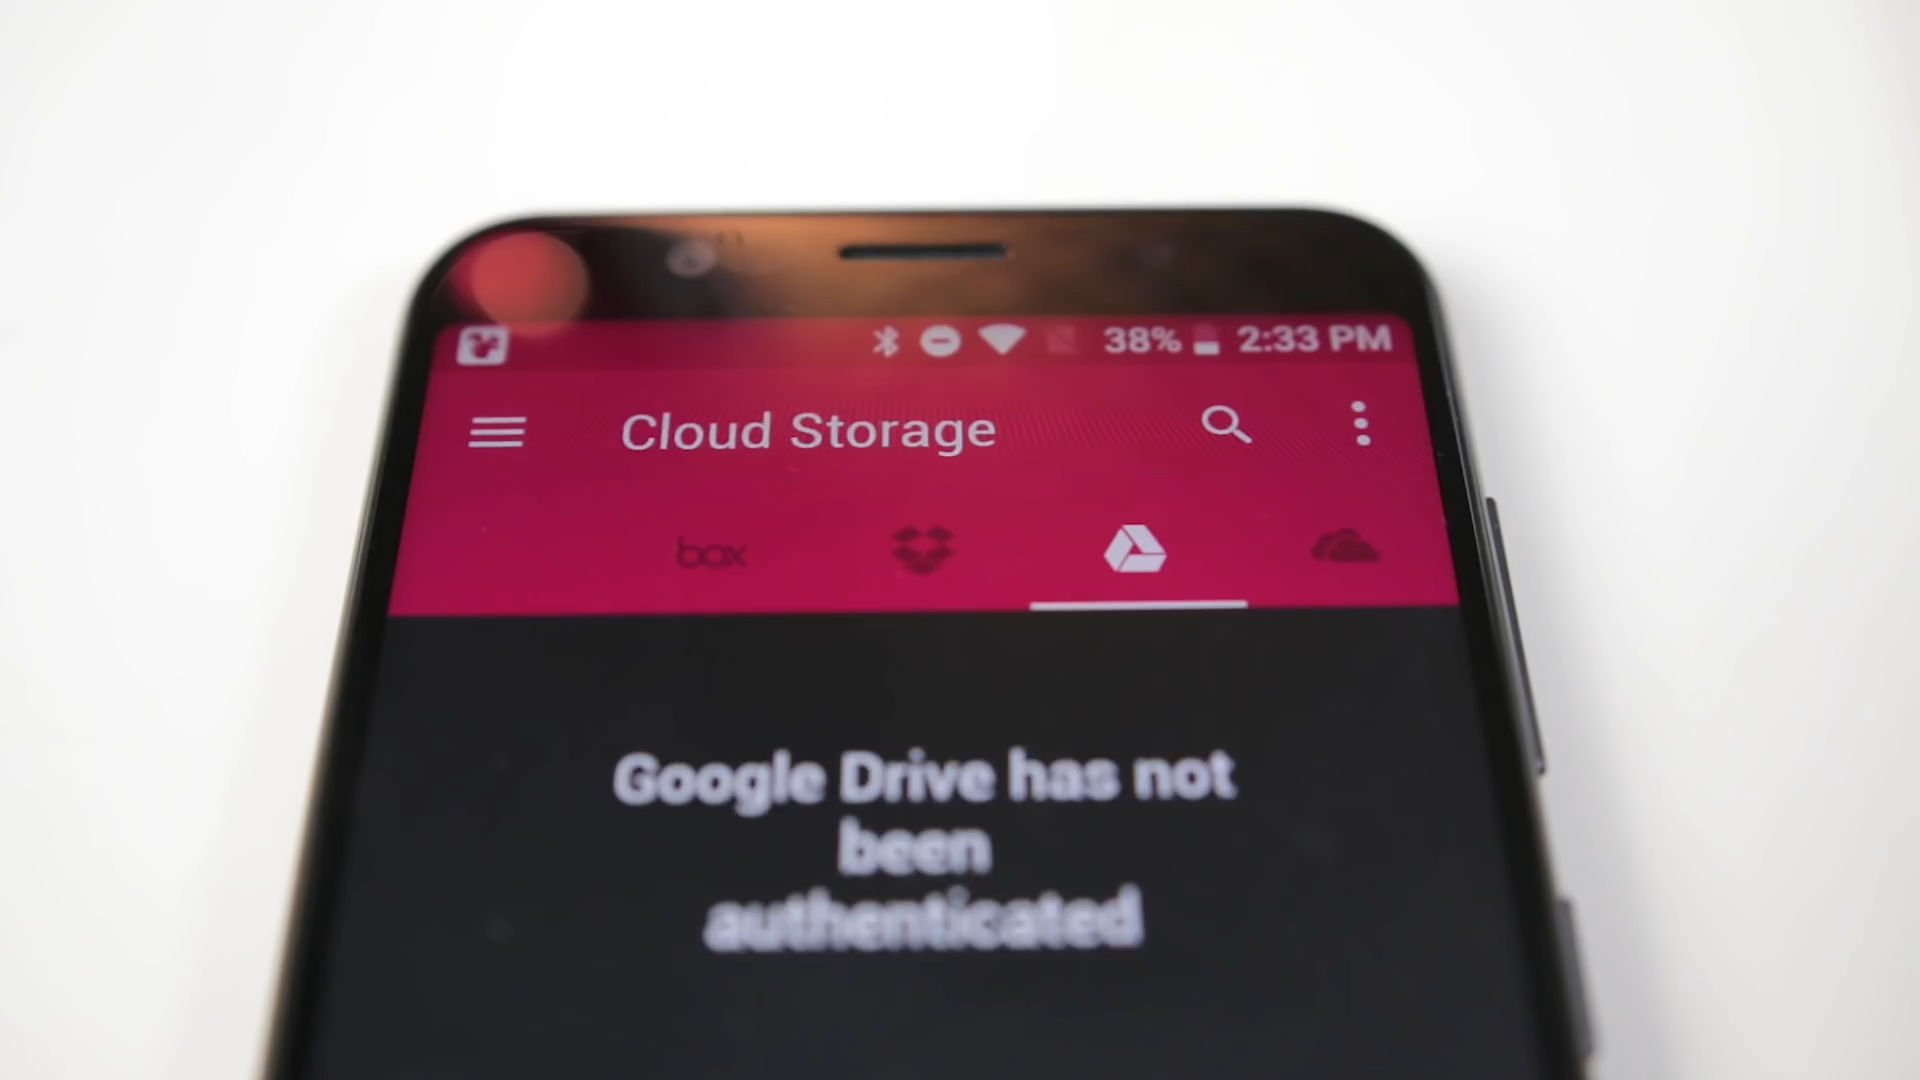 38% 2:33 PM
Cloud Storage
box
Google Drive has not
been
authenticated